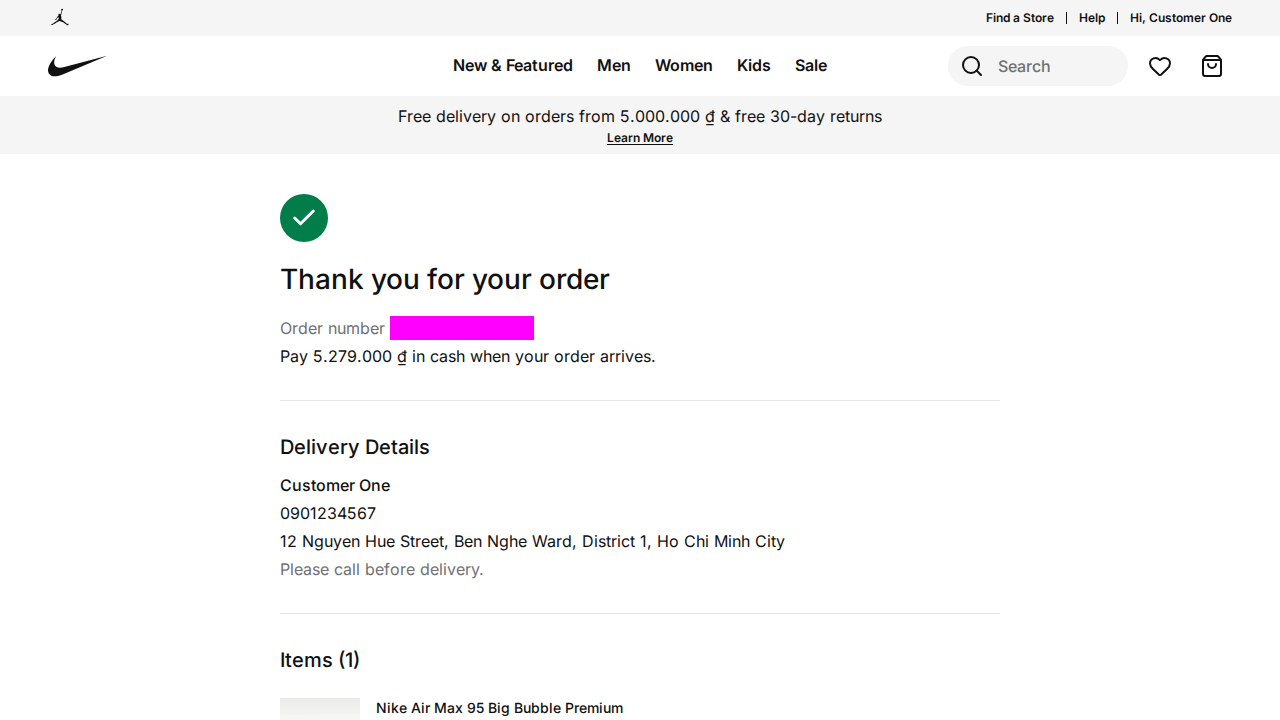 Find a Store
Help
Hi, Customer One
New & Featured
Men
Women
Kids
Sale
Search
Free delivery on orders from 5.000.000 ₫ & free 30-day returns
Learn More
Thank you for your order
Order number
Pay 5.279.000 ₫ in cash when your order arrives.
Delivery Details
Customer One
0901234567
12 Nguyen Hue Street, Ben Nghe Ward, District 1, Ho Chi Minh City
Please call before delivery.
Items (1)
Nike Air Max 95 Big Bubble Premium